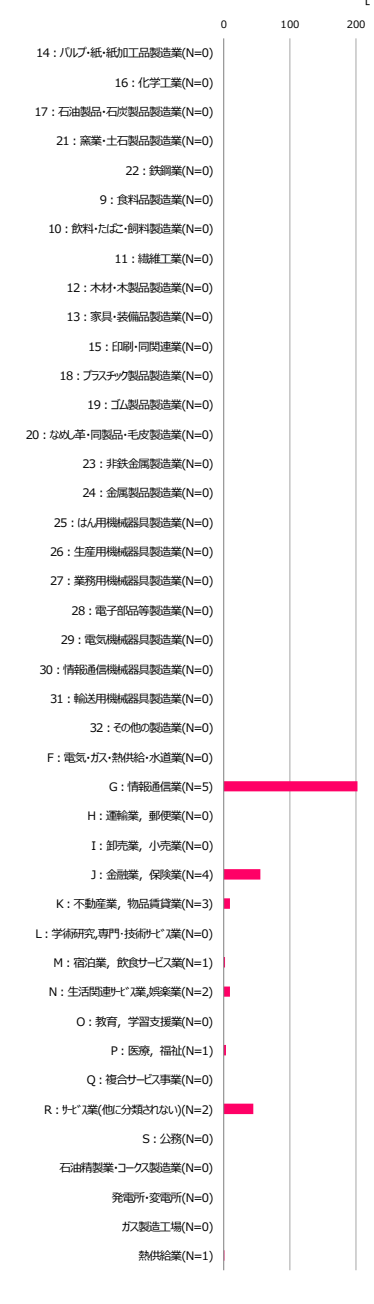 0 100 200
14：パルプ・紙・紙加工品製造業(N=0)
16：化学工業(N=0)
17：石油製品・石炭製品製造業(N=0)
21：窯業・土石製品製造業(N=0)
22：鉄鋼業(N=0)
9：食料品製造業(N=0)
10：飲料・たばこ・飼料製造業(N=0)
11：繊維工業(N=0)
12：木材・木製品製造業(N=0)
13：家具・装備品製造業(N=0)
15：印刷・同関連業(N=0)
18：プラスチック製品製造業(N=0)
19：ゴム製品製造業(N=0)
20：なめし革・同製品・毛皮製造業(N=0)
23：非鉄金属製造業(N=0)
24：金属製品製造業(N=0)
25：はん用機械器具製造業(N=0)
26：生産用機械器具製造業(N=0)
27：業務用機械器具製造業(N=0)
28：電子部品等製造業(N=0)
29：電気機械器具製造業(N=0)
30：情報通信機械器具製造業(N=0)
31：輸送用機械器具製造業(N=0)
32：その他の製造業(N=0)
F：電気・ガス・熱供給・水道業(N=0)
G：情報通信業(N=5)
H：運輸業，郵便業(N=0)
I：卸売業，小売業(N=0)
J：金融業，保険業(N=4)
K：不動産業，物品賃貸業(N=3)
L：学術研究,専門・技術ｻｰﾋﾞｽ業(N=0)
M：宿泊業，飲食サービス業(N=1)
N：生活関連ｻｰﾋﾞｽ業,娯楽業(N=2)
O：教育，学習支援業(N=0)
P：医療，福祉(N=1)
Q：複合サービス事業(N=0)
R：ｻｰﾋﾞｽ業(他に分類されない)(N=2)
S：公務(N=0)
石油精製業・コークス製造業(N=0)
発電所・変電所(N=0)
ガス製造工場(N=0)
熱供給業(N=1)